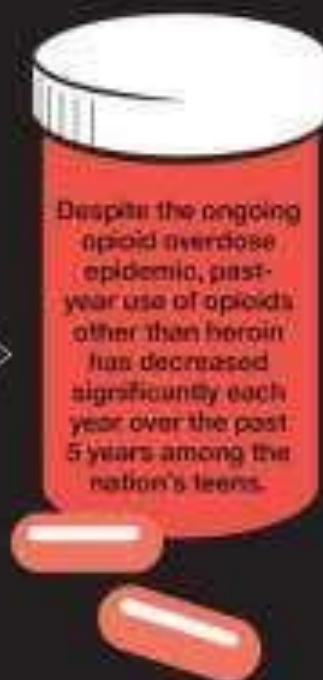 Despite the ongoing
opioid overdose
epidemic, past-
year use of opioids
other than heroin
has decreased
significantly each
year over the past
5 years among the
nation's teens.